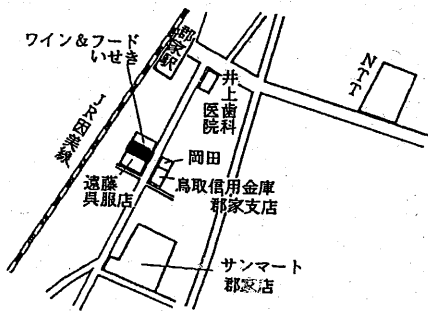 ワイン&フード
いせき
郡家駅
井上歯科
医院
NTT
JR因美線
岡田
遠藤
呉服店
鳥取信用金庫
郡家支店
サンマート
郡家店